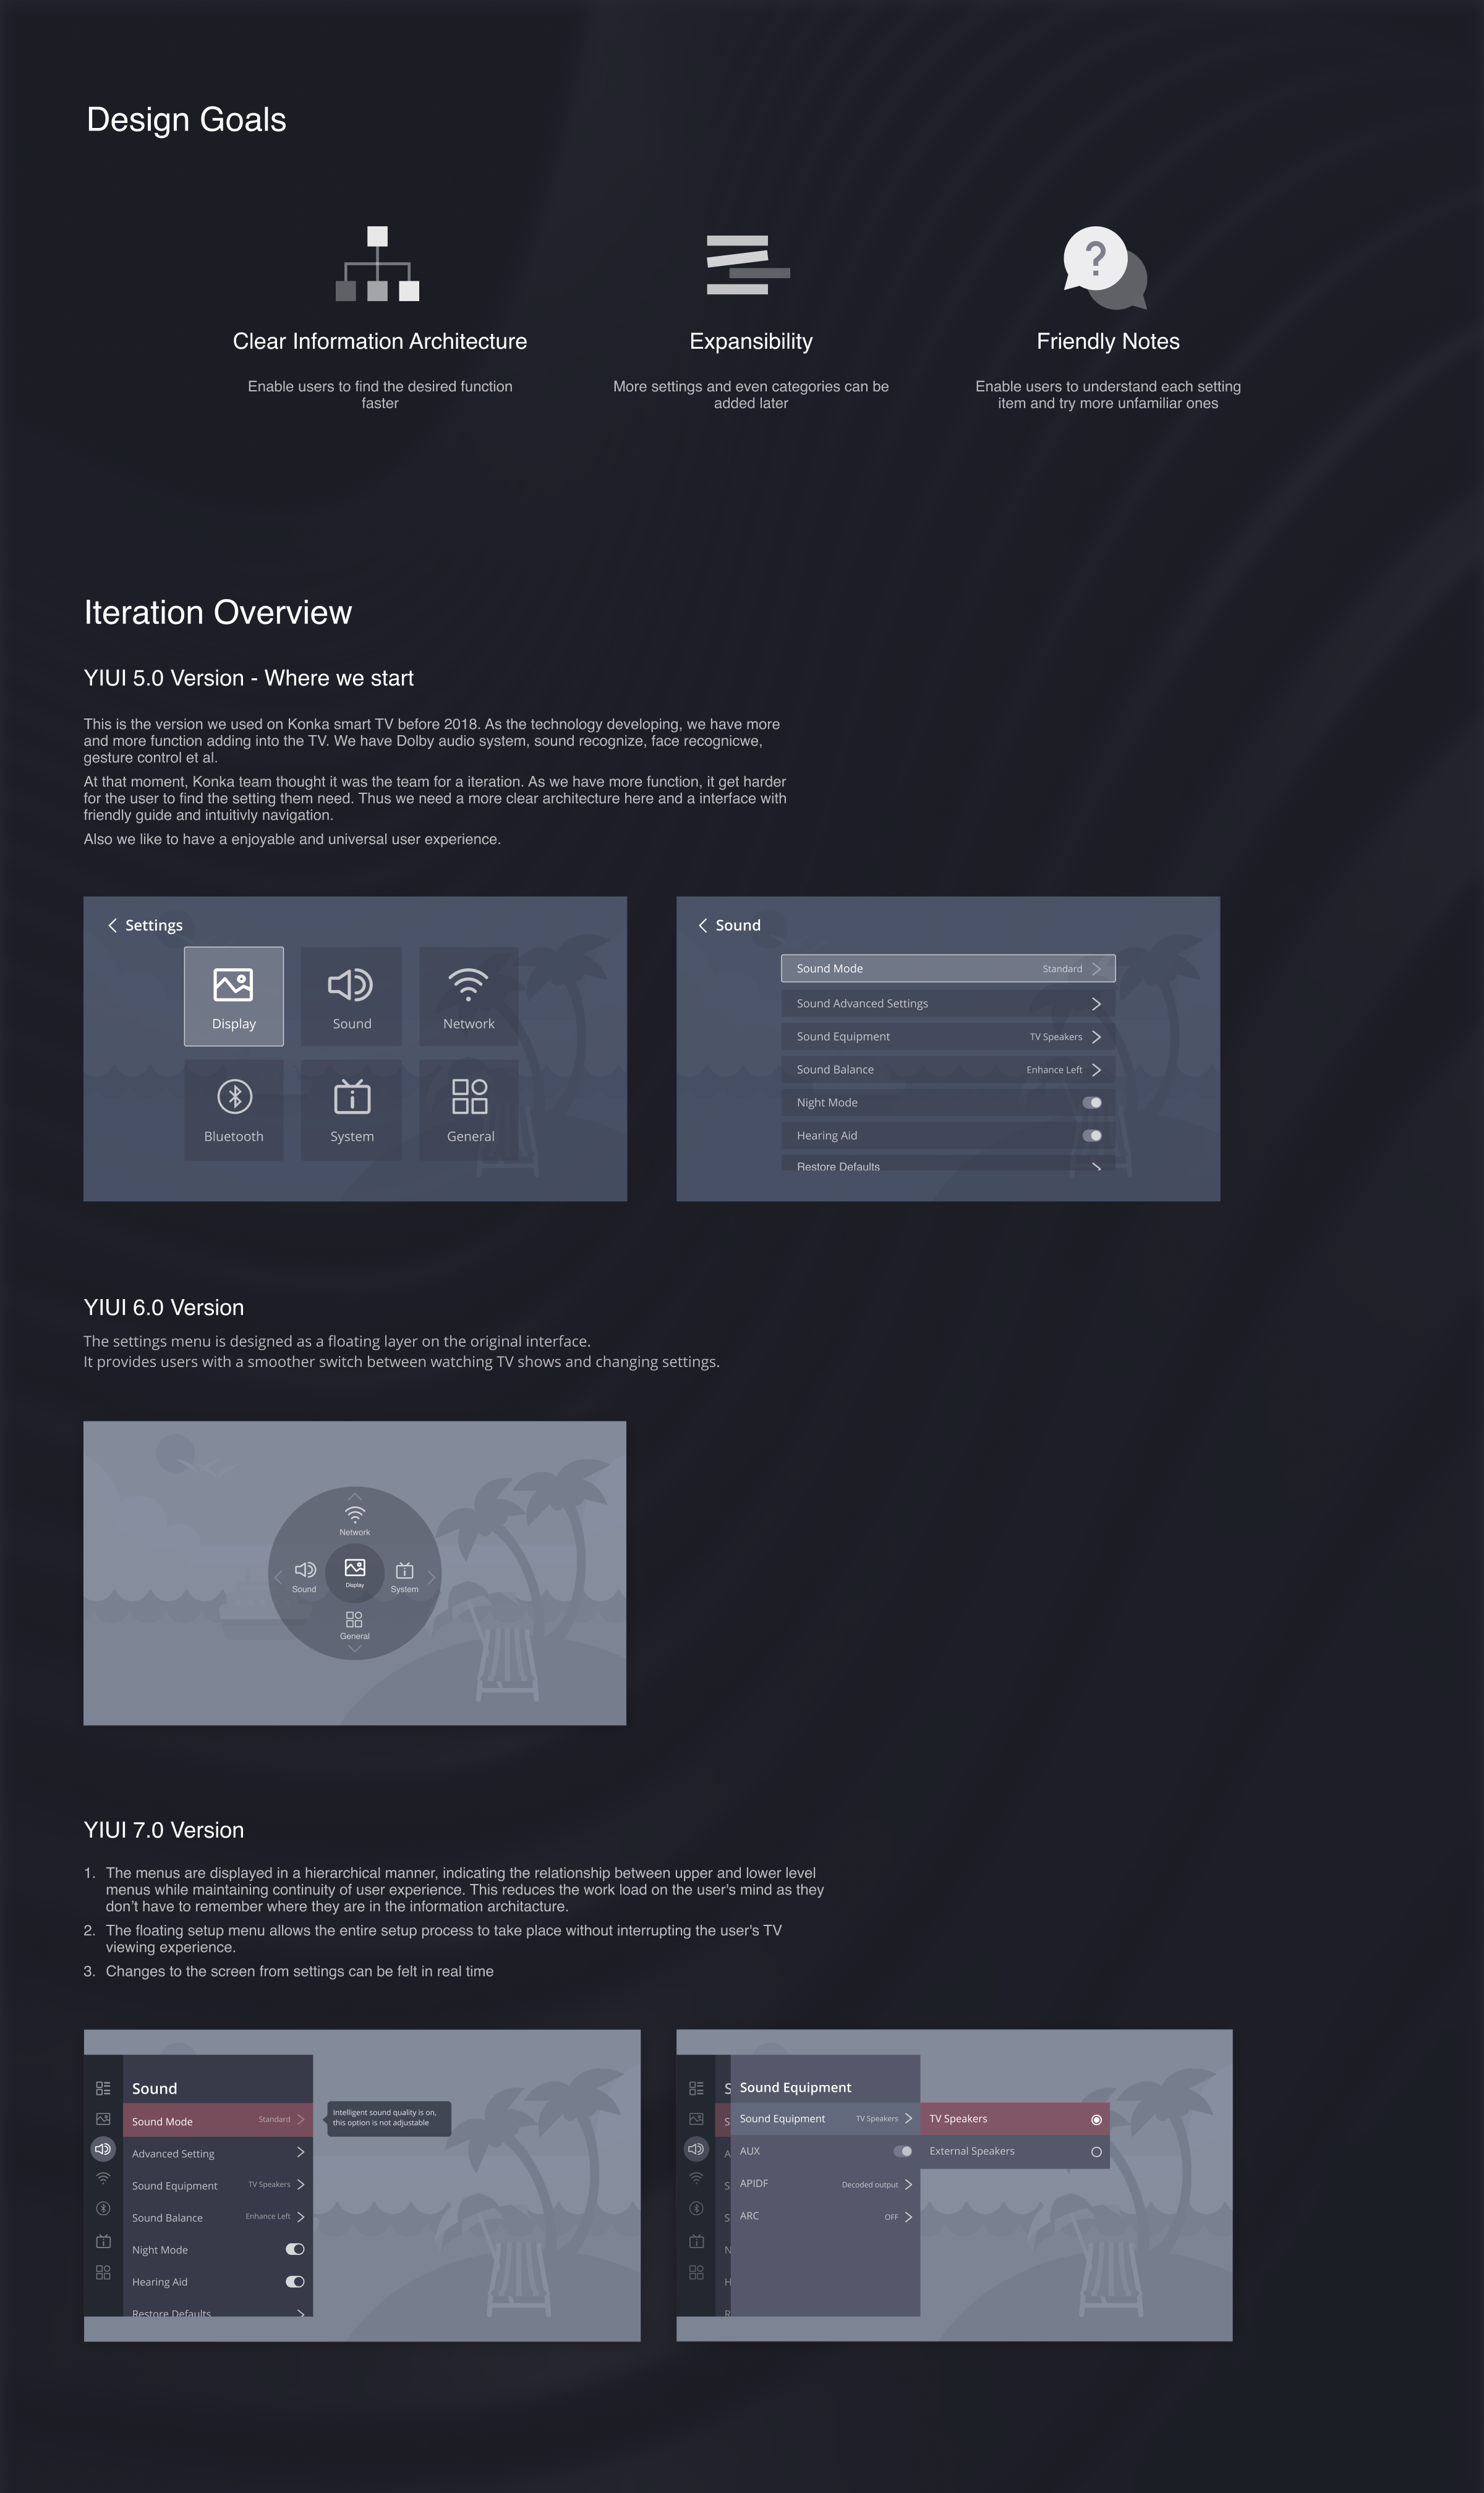 Design Goals
Clear Information Architecture
Enable users to find the desired function
faster
Expansibility
More settings and even categories can be
added later
Friendly Notes
Enable users to understand each setting
item and try more unfamiliar ones
Iteration Overview
YIUI 5.0 Version - Where we start
This is the version we used on Konka smart TV before 2018. As the technology developing, we have more
and more function adding into the TV. We have Dolby audio system, sound recognize, face recognicwe,
gesture control et al.
At that moment, Konka team thought it was the team for a iteration. As we have more function, it get harder
for the user to find the setting them need. Thus we need a more clear architecture here and a interface with
friendly guide and intuitivly navigation.
Also we like to have a enjoyable and universal user experience.
Settings
Display
Sound
Network
Bluetooth
System
General
Sound
Sound Mode Standard
Sound Advanced Settings
Sound Equipment TV Speakers
Sound Balance Enhance Left
Night Mode
Hearing Aid
Restore Defaults
YIUI 6.0 Version
The settings menu is designed as a floating layer on the original interface.
It provides users with a smoother switch between watching TV shows and changing settings.
Network
Sound
Display
System
General
YIUI 7.0 Version
1. The menus are displayed in a hierarchical manner, indicating the relationship between upper and lower level
menus while maintaining continuity of user experience. This reduces the work load on the user's mind as they
don't have to remember where they are in the information architacture.
2. The floating setup menu allows the entire setup process to take place without interrupting the user's TV
viewing experience.
3. Changes to the screen from settings can be felt in real time
Sound
Sound Mode Standard
Intelligent sound quality is on,
this option is not adjustable
Advanced Setting
Sound Equipment TV Speakers
Sound Balance Enhance Left
Night Mode
Hearing Aid
Restore Defaults
S
S
A
S
S
N
H
R
Sound Equipment
Sound Equipment TV Speakers
AUX
APIDF Decoded output
ARC OFF
TV Speakers
External Speakers